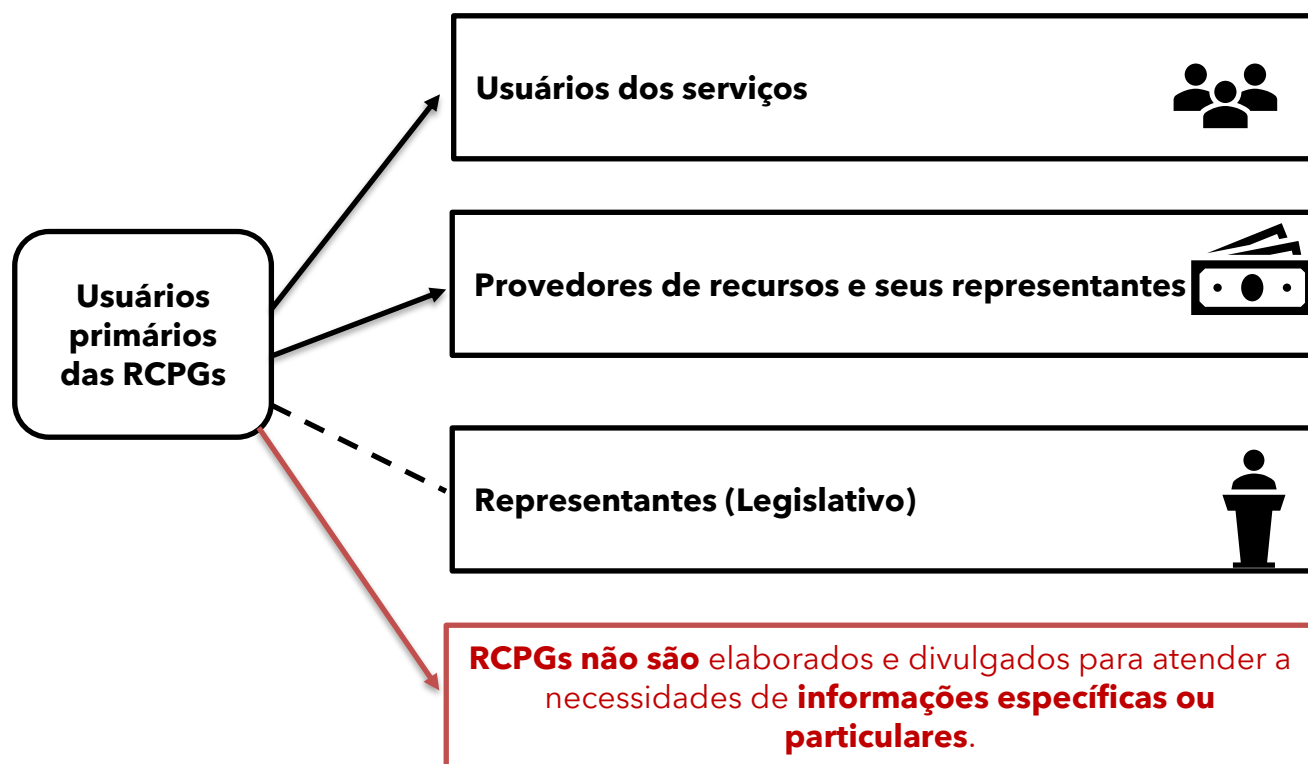 Usuários dos serviços
Provedores de recursos e seus representantes
Usuários
primários
das RCPGs
Representantes (Legislativo)
RCPGs não são elaborados e divulgados para atender a
necessidades de informações específicas ou
particulares.